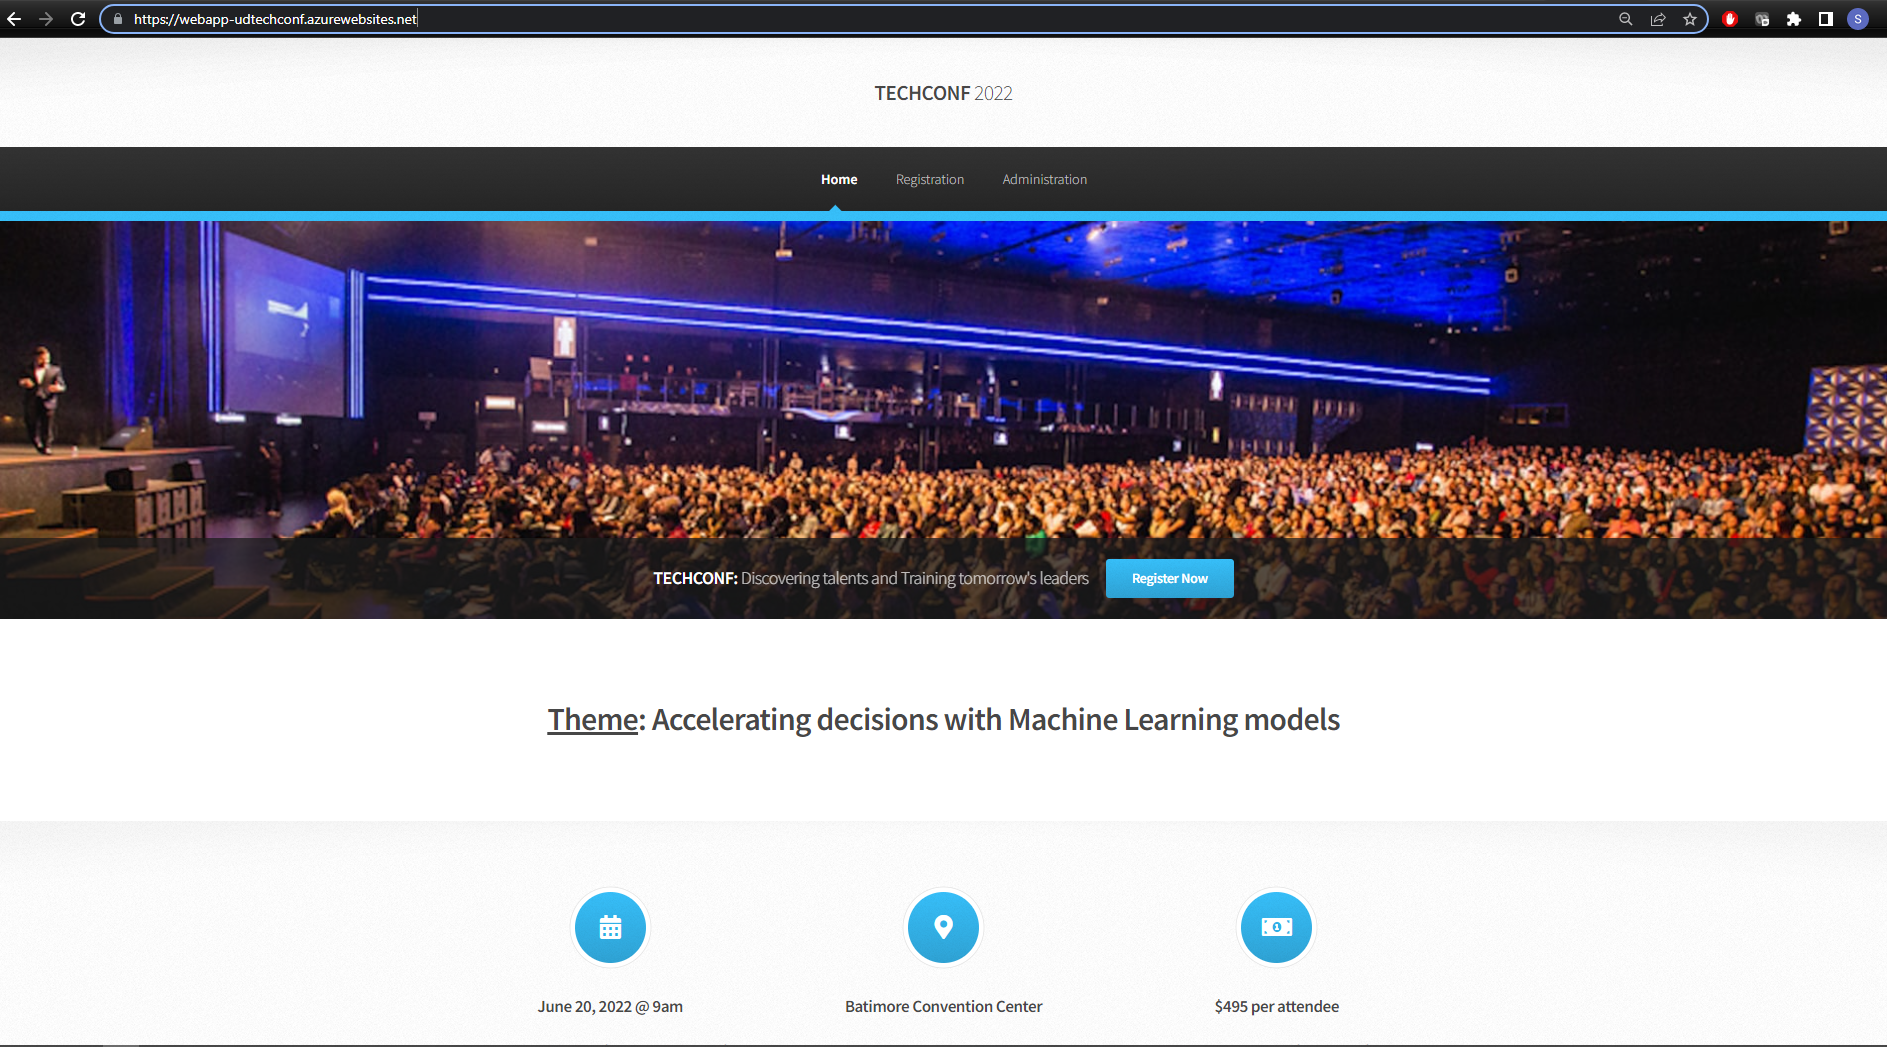 https://webapp-udtechconf.azurewebsites.net
S
TECHCONF 2022
Home Registration Administration
TECHCONF: Discovering talents and Training tomorrow's leaders Register Now
Theme: Accelerating decisions with Machine Learning models
June 20, 2022 @ 9am Batimore Convention Center $495 per attendee